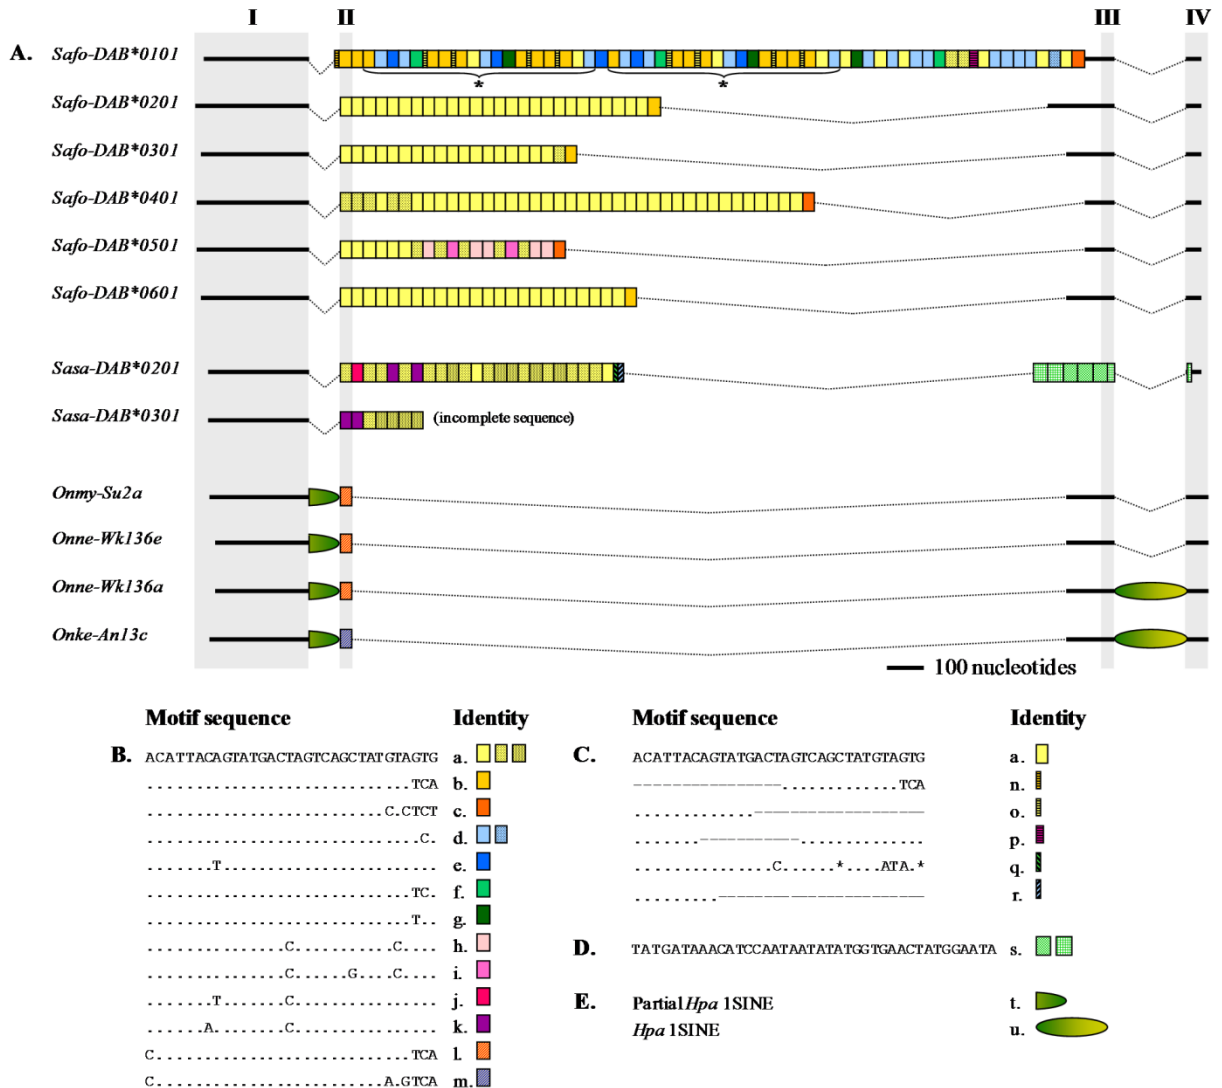 I II III IV
A. Safo-DAB*0101
* *
Safo-DAB*0201
Safo-DAB*0301
Safo-DAB*0401
Safo-DAB*0501
Safo-DAB*0601
Sasa-DAB*0201
Sasa-DAB*0301 (incomplete sequence)
Onmy-Su2a
Onne-Wk136e
Onne-Wk136a
Onke-An13c
100 nucleotides
Motif sequence Identity
B. ACATTACAGTATGACTAGTCAGCTATGTAGTG a.
.............................TCA b.
..........................C.CTCT c.
..............................C. d.
.......T........................ e.
.............................TC. f.
.............................T.. g.
...............C...........C.... h.
...............C......G....C.... i.
.......T.......C................ j.
......A........C................ k.
C............................TCA l.
C.........................A.GTCA m.
Motif sequence Identity
C. ACATTACAGTATGACTAGTCAGCTATGTAGTG a.
----------------.............TCA n.
.............------------------- o.
.......-----------.............. p.
...............C......*....ATA.* q.
.........----------------------- r.
D. TATGATAAACATCCAATAATATATGGTGAACTATGGAATA s.
E. Partial Hpa 1SINE t.
Hpa 1SINE u.